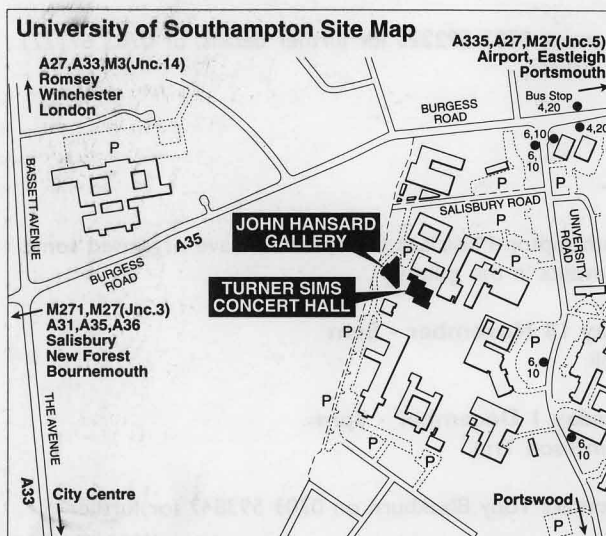 University of Southampton Site Map
A27,A33,M3(Jnc.14)
Romsey
Winchester
London
A335,A27,M27(Jnc.5)
Airport, Eastleigh
Portsmouth
Bus Stop
4,20
BURGESS
ROAD
4,20
6,10
6,
10
P
P
P
BASSETT AVENUE
SALISBURY ROAD
UNIVERSITY
ROAD
JOHN HANSARD
GALLERY
P
A35
BURGESS
ROAD
TURNER SIMS
CONCERT HALL
M271,M27(Jnc.3)
A31,A35,A36
Salisbury
New Forest
Bournemouth
P
P
6,
10
THE AVENUE
P
P
P
P
6,
10
A33
City Centre
Portswood
P